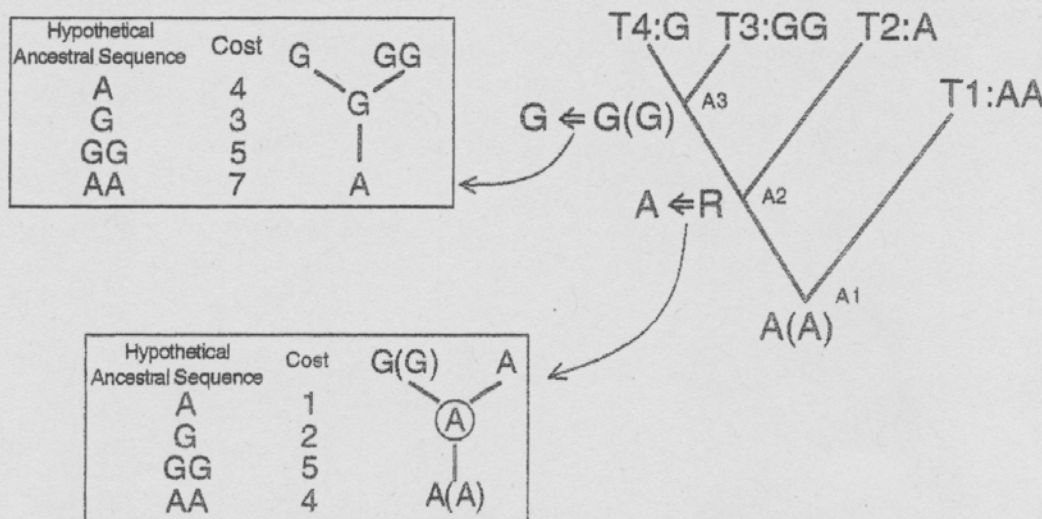 Hypothetical
Ancestral Sequence Cost
A 4
G 3
GG 5
AA 7
G GG
G
A
T4:G T3:GG T2:A
T1:AA
A3
G ⇐ G(G)
A ⇐ R
A2
A1
A(A)
Hypothetical
Ancestral Sequence Cost
A 1
G 2
GG 5
AA 4
G(G) A
A
A(A)